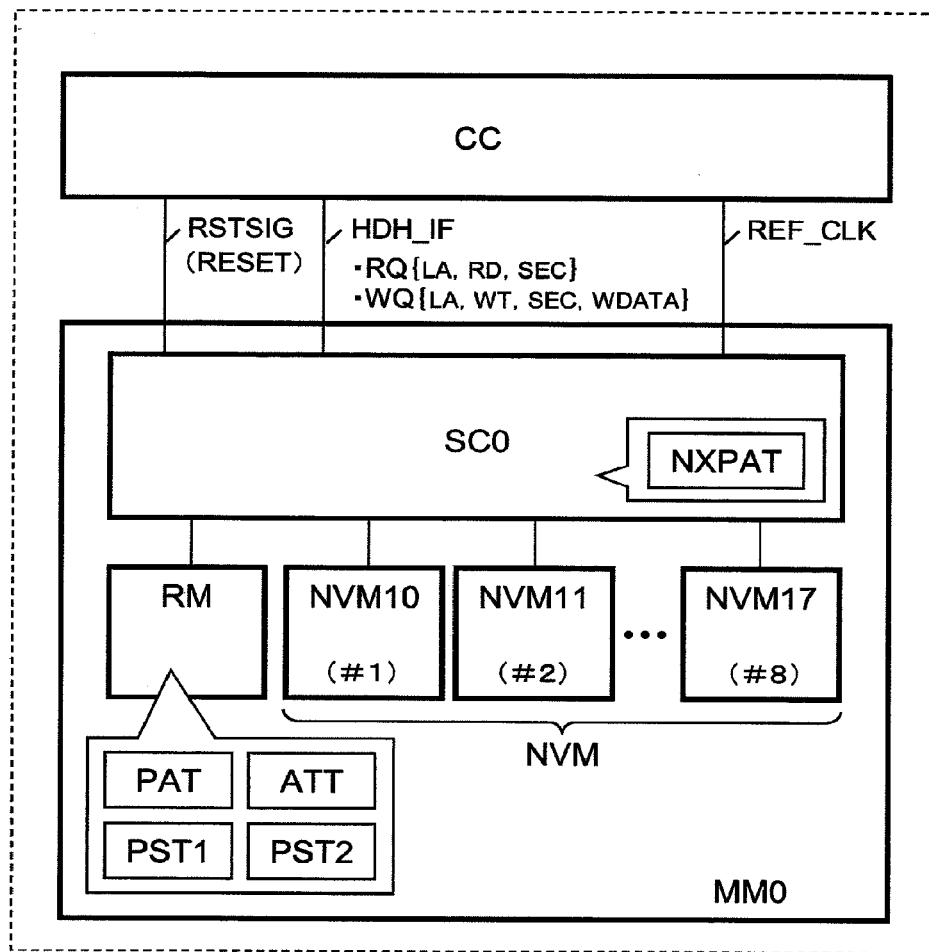 CC
RSTSIG
(RESET)
HDH_IF
・RQ{LA, RD, SEC}
・WQ{LA, WT, SEC, WDATA}
REF_CLK
SC0
NXPAT
RM
NVM10
(#1)
NVM11
(#2)
•••
NVM17
(#8)
NVM
PAT
ATT
PST1
PST2
MM0